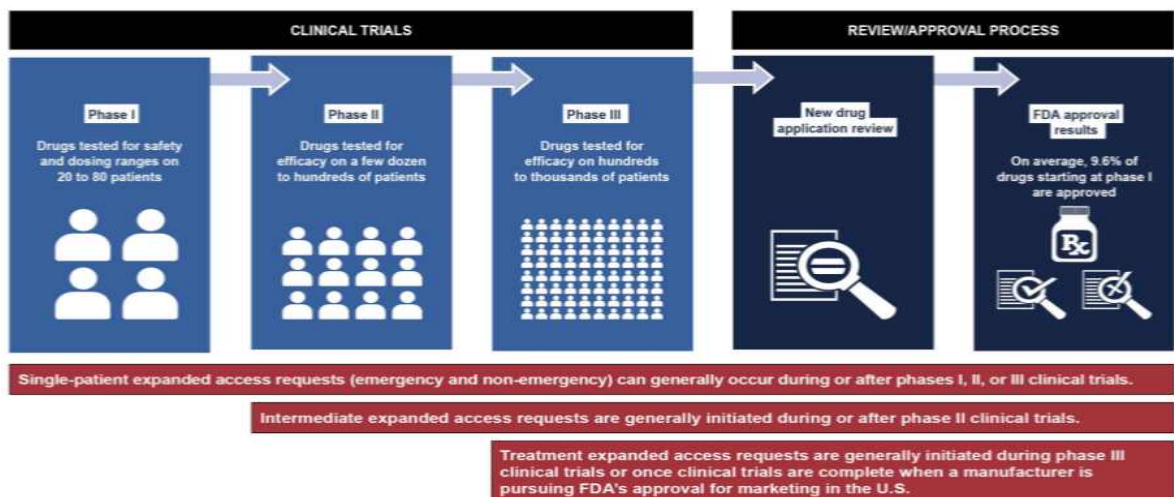 CLINICAL TRIALS
REVIEW/APPROVAL PROCESS
Phase I
Drugs tested for safety
and dosing ranges on
20 to 80 patients
Phase II
Drugs tested for
efficacy on a few dozen
to hundreds of patients
Phase III
Drugs tested for
efficacy on hundreds
to thousands of patients
New drug
application review
FDA approval
results
On average, 9.6% of
drugs starting at phase I
are approved
Rx
Single-patient expanded access requests (emergency and non-emergency) can generally occur during or after phases I, II, or III clinical trials.
Intermediate expanded access requests are generally initiated during or after phase II clinical trials.
Treatment expanded access requests are generally initiated during phase III
clinical trials or once clinical trials are complete when a manufacturer is
pursuing FDA's approval for marketing in the U.S.